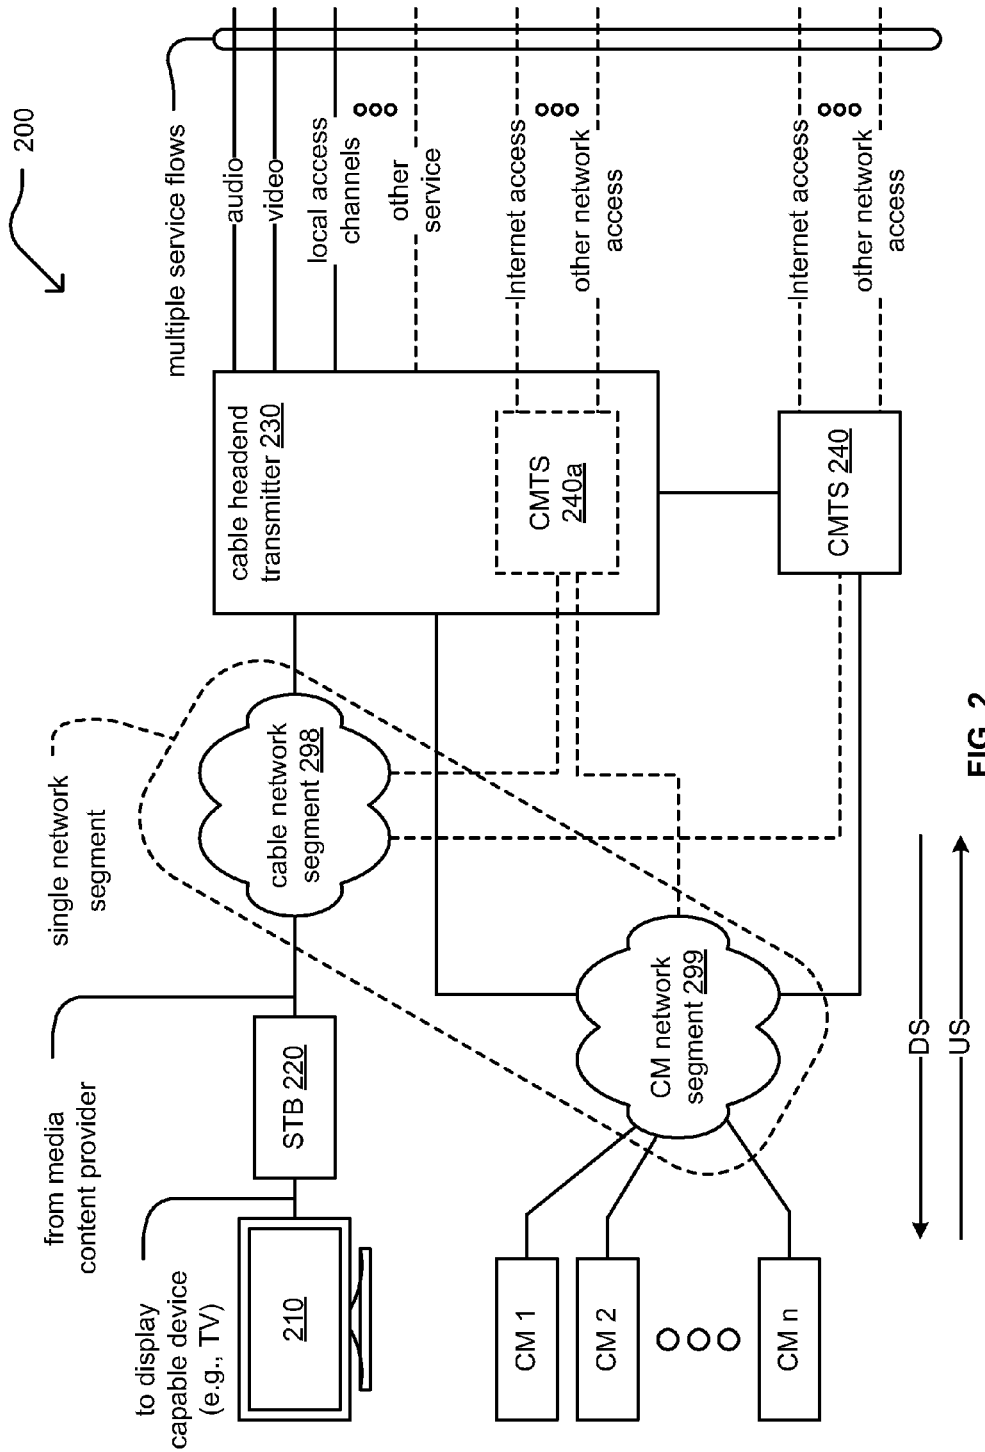 200
multiple service flows
audio
video
local access
channels
other
service
Internet access
other network
access
Internet access
other network
access
cable headend
transmitter 230
CMTS
240a
CMTS 240
single network
segment
cable network
segment 298
CM network
segment 299
from media
content provider
STB 220
to display
capable device
(e.g., TV)
210
CM 1
CM 2
CM n
DS
US
FIG. 2